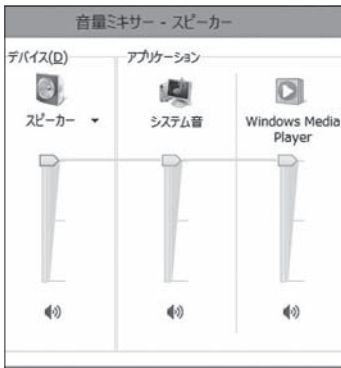 音量ミキサー - スピーカー
デバイス(D)
アプリケーション
スピーカー
システム音
Windows Media
Player